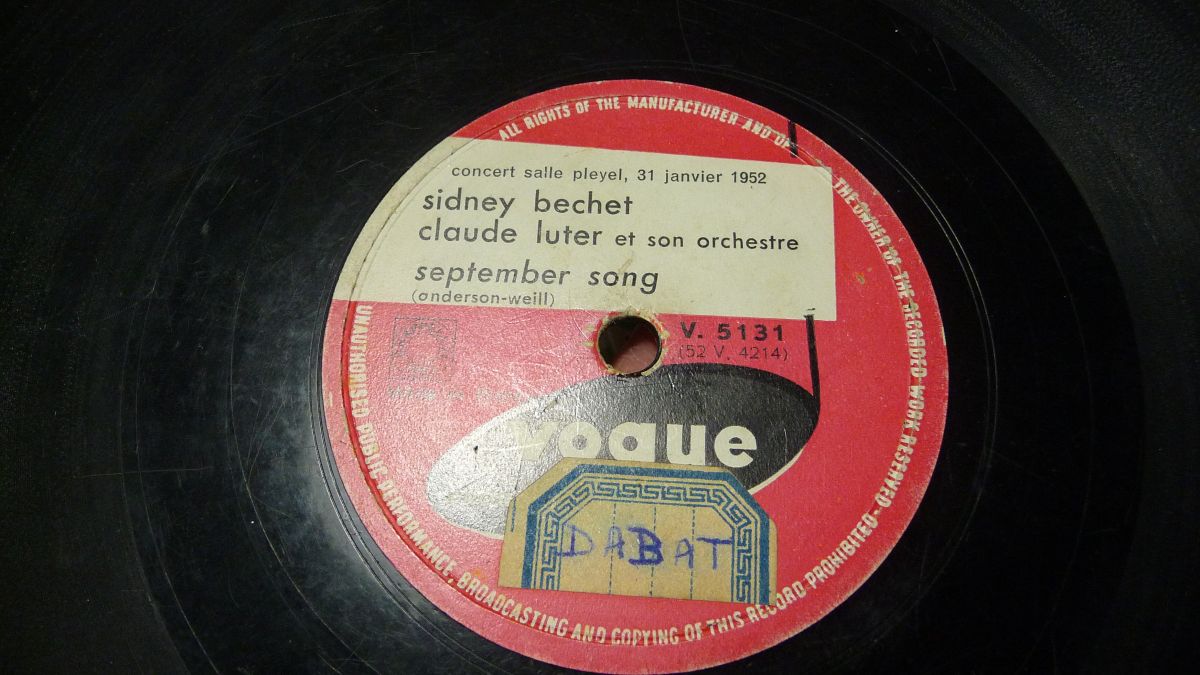 ALL RIGHTS OF THE MANUFACTURER AND OF THE OWNER OF THE RECORDED WORK RESERVED -
UNAUTHORISED PUBLIC PERFORMANCE, BROADCASTING AND COPYING OF THIS RECORD PROHIBITED -
concert salle pleyel, 31 janvier 1952
sidney bechet
claude luter et son orchestre
september song
(anderson-weill)
V. 5131
(52 V. 4214)
vogue
DABAT